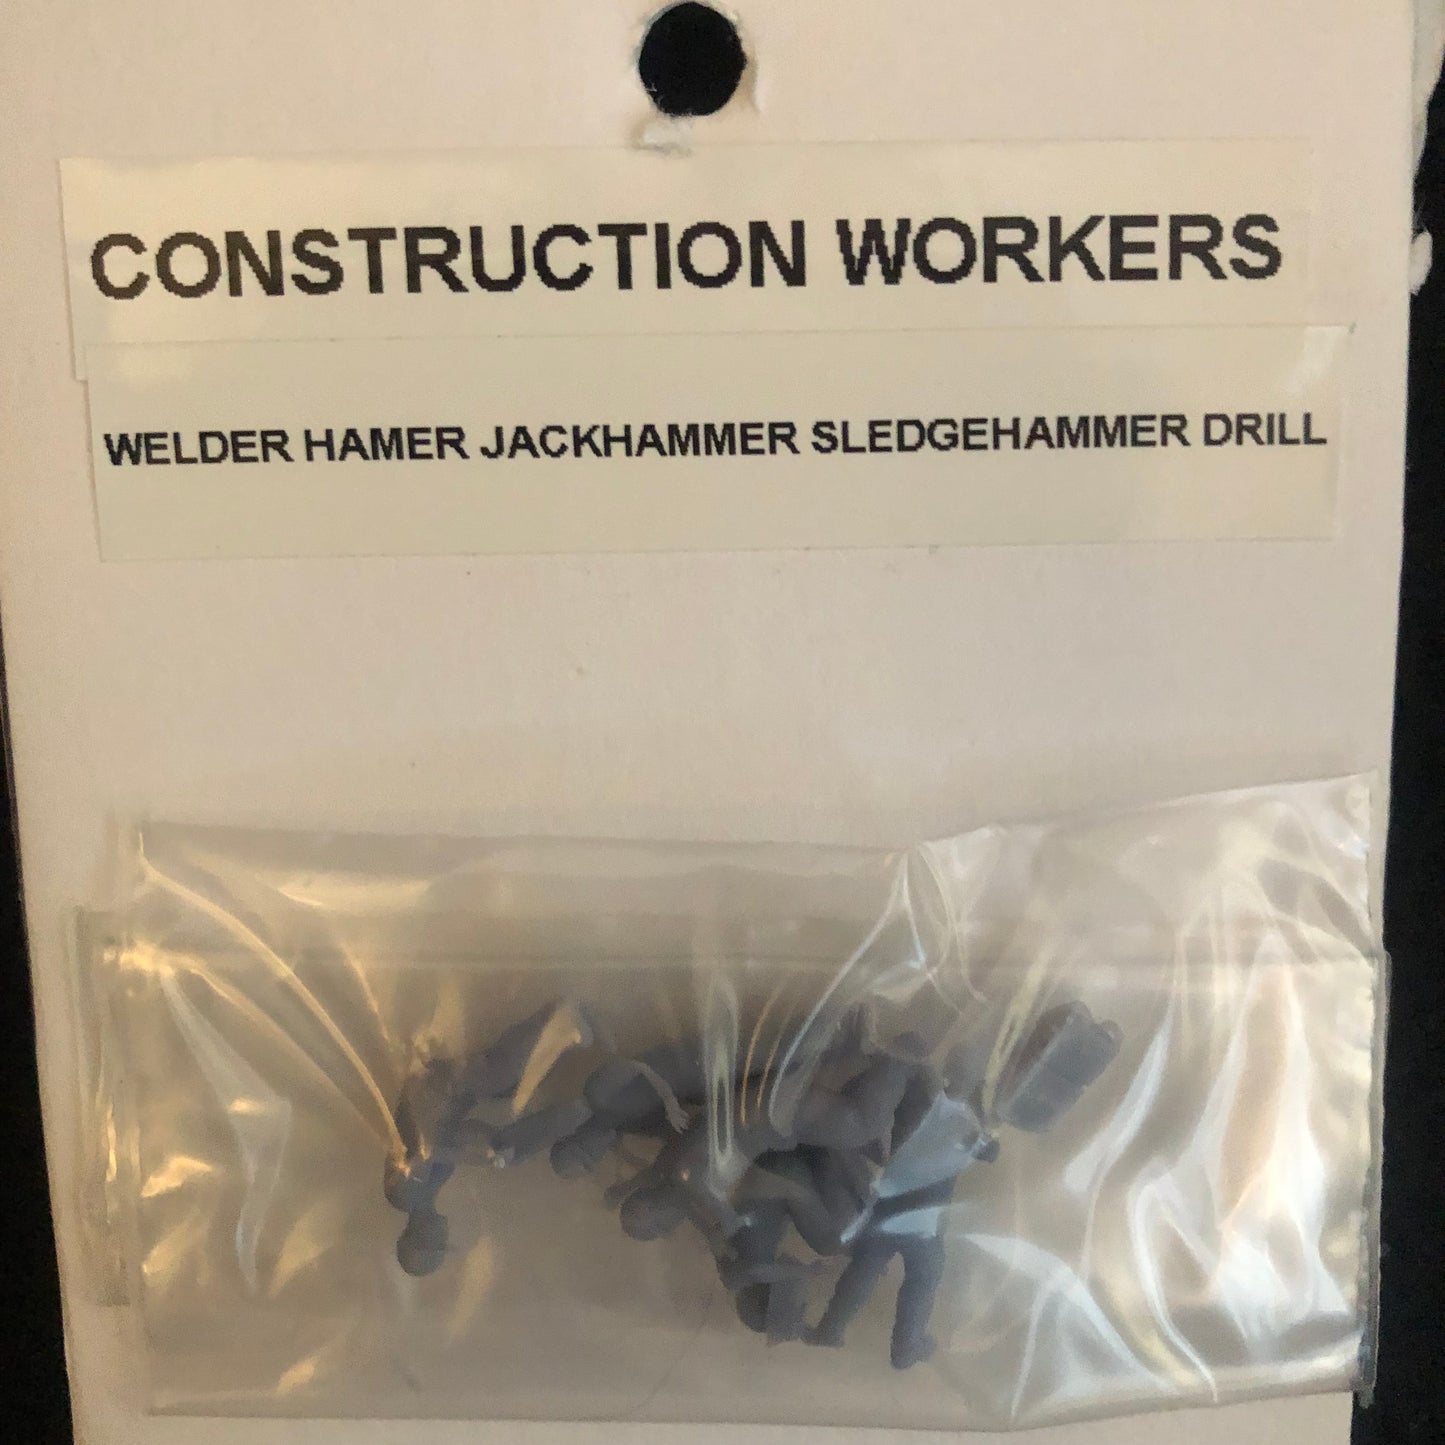 CONSTRUCTION WORKERS
WELDER HAMER JACKHAMMER SLEDGEHAMMER DRILL